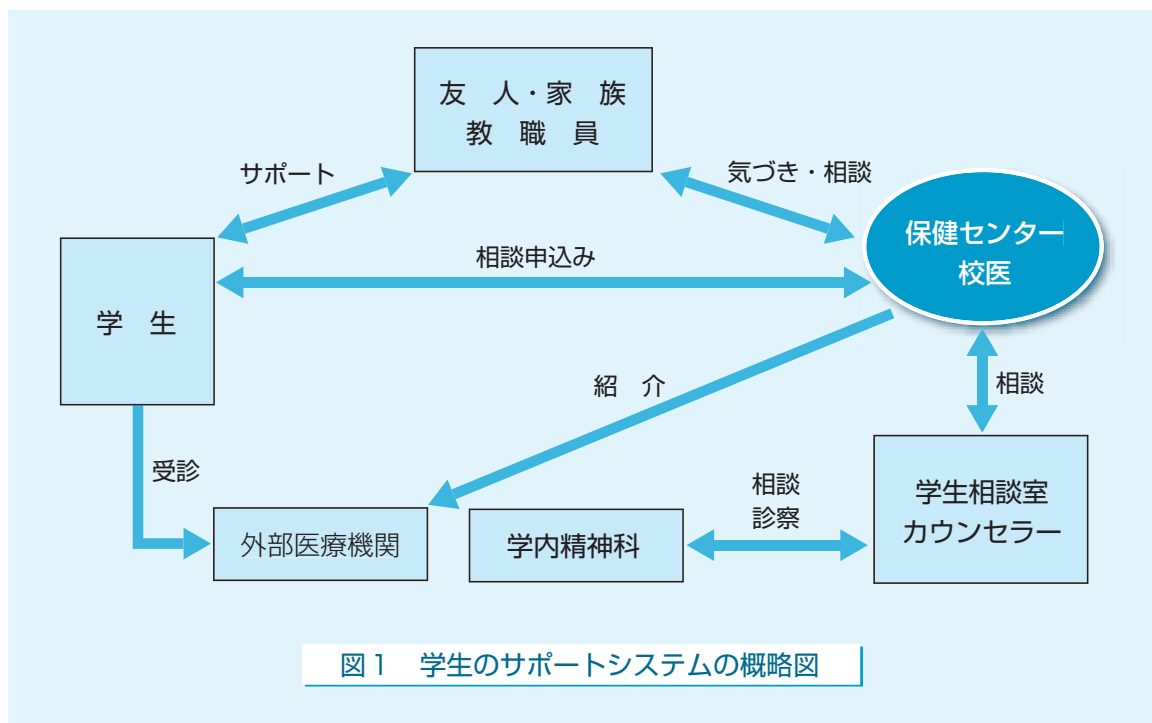 友　人・家　族
教　職　員
サポート
気づき・相談
保健センター
校医
相談申込み
学　生
紹　介
相談
受診
相談
診察
学生相談室
カウンセラー
外部医療機関
学内精神科
図1　学生のサポートシステムの概略図